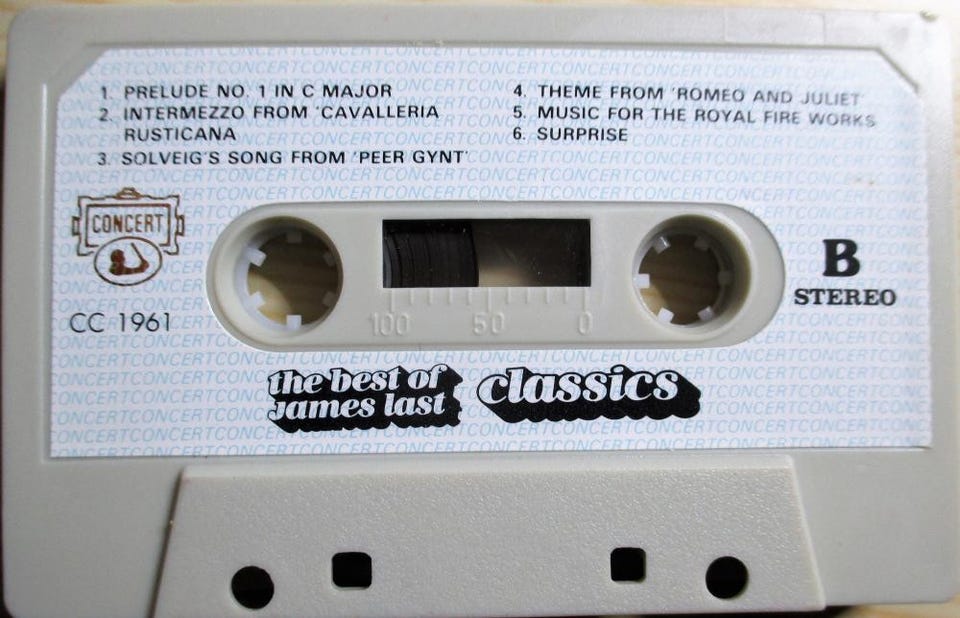 1. PRELUDE NO. 1 IN C MAJOR
2. INTERMEZZO FROM 'CAVALLERIA
RUSTICANA
3. SOLVEIG'S SONG FROM 'PEER GYNT'
4. THEME FROM 'ROMEO AND JULIET'
5. MUSIC FOR THE ROYAL FIRE WORKS
6. SURPRISE
CONCERT
CC 1961
100 50 0
B
STEREO
the best of
james last
classics